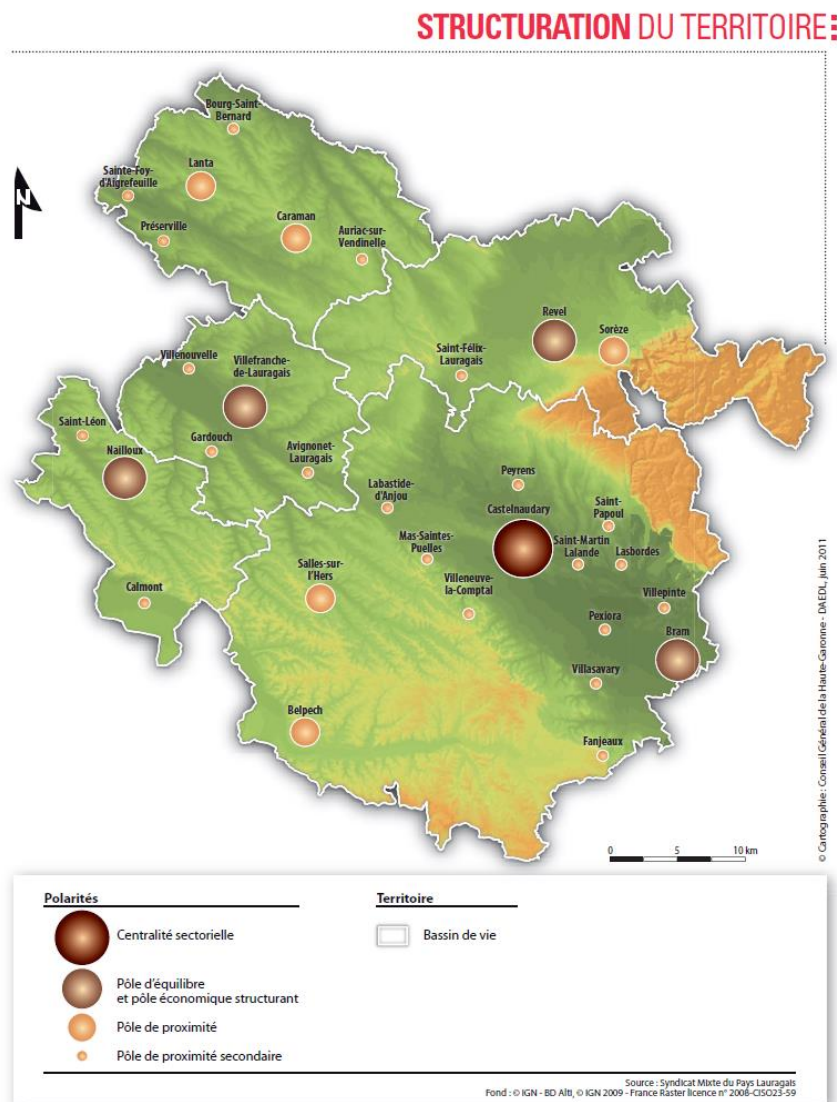 STRUCTURATION DU TERRITOIRE
Bourg-Saint-
Bernard
Lanta
Sainte-Foy-
d'Aigrefeuille
N
Caraman
Préserville
Auriac-sur-
Vendinelle
Revel
Sorèze
Saint-Félix-
Lauragais
Villenouvelle
Villefranche-
de-Lauragais
Saint-Léon
Gardouch
Nailloux
Avignonet-
Lauragais
Labastide-
d'Anjou
Peyrens
Castelnaudary
Saint-
Papoul
Mas-Saintes-
Puelles
Saint-Martin
Lalande
Lasbordes
Salles-sur-
l'Hers
Villeneuve-
la-Comptal
Calmont
Villepinte
Pexiora
Bram
Villasavary
Belpech
Fanjeaux
0 5 10 km
© Cartographie : Conseil Général de la Haute-Garonne - DAEDL, juin 2011
Polarités
Centralité sectorielle
Pôle d'équilibre
et pôle économique structurant
Pôle de proximité
Pôle de proximité secondaire
Territoire
Bassin de vie
Source : Syndicat Mixte du Pays Lauragais
Fond : © IGN - BD Alti, © IGN 2009 - France Raster licence n° 2008-CISO23-59